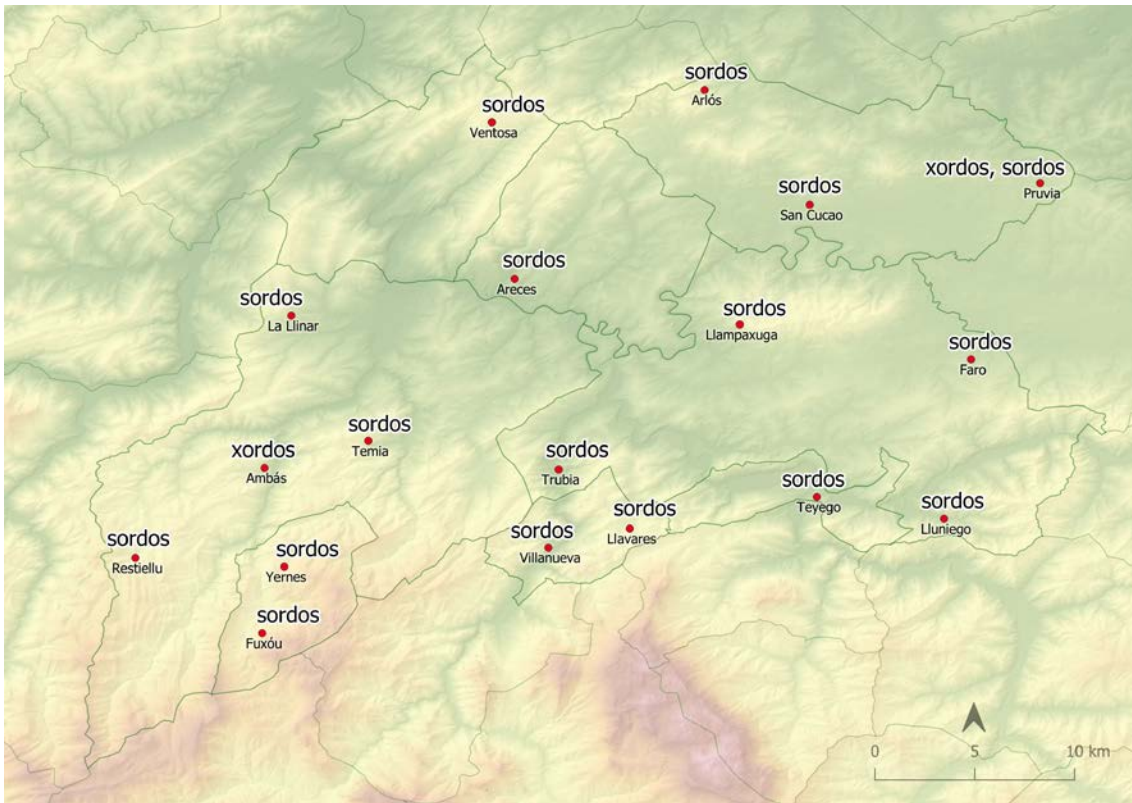 sordos
Arlós
sordos
Ventosa
xordos, sordos
Pruvia
sordos
San Cucao
sordos
Areces
sordos
La Llinar
sordos
Llampaxuga
sordos
Faro
sordos
Temia
xordos
Ambás
sordos
Trubia
sordos
Teyego
sordos
Llavares
sordos
Lluniego
sordos
Villanueva
sordos
Restiellu
sordos
Yernes
sordos
Fuxóu
0 5 10 km